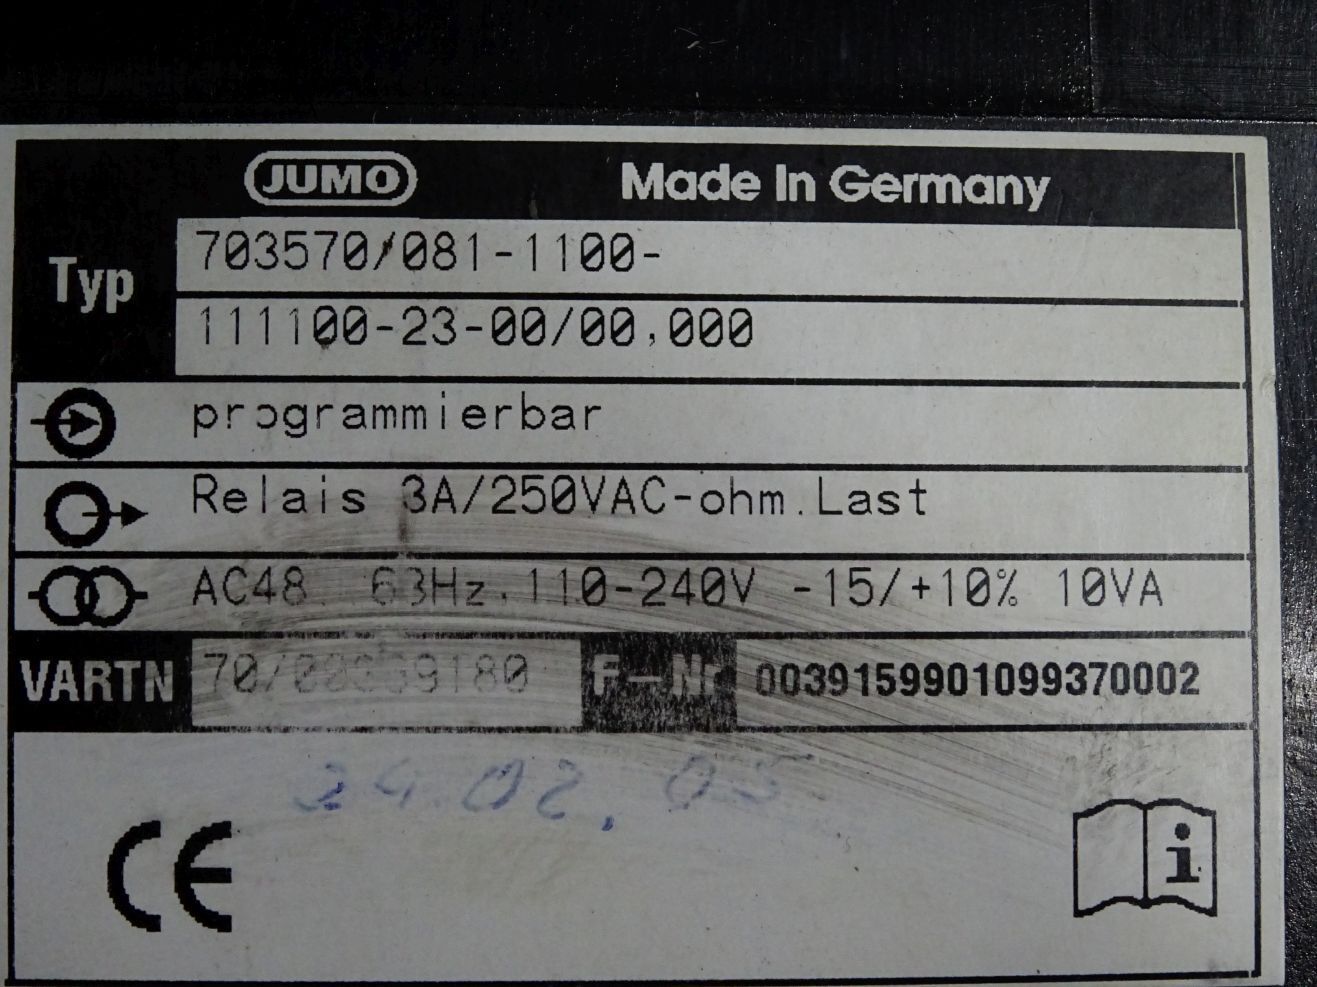 JUMO Made In Germany
Typ 703570/081-1100-
111100-23-00/00,000
programmierbar
Relais 3A/250VAC-ohm.Last
AC48 63Hz,110-240V -15/+10% 10VA
VARTN F-Nr 0039159901099370002
24.02.05
CE
i